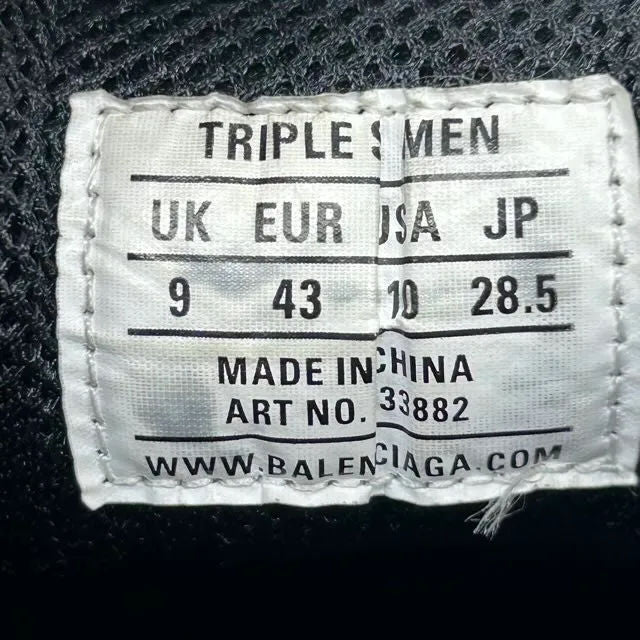 TRIPLE S MEN
UK EUR USA JP
9 43 10 28.5
MADE IN CHINA
ART NO. 33882
WWW.BALENCIAGA.COM